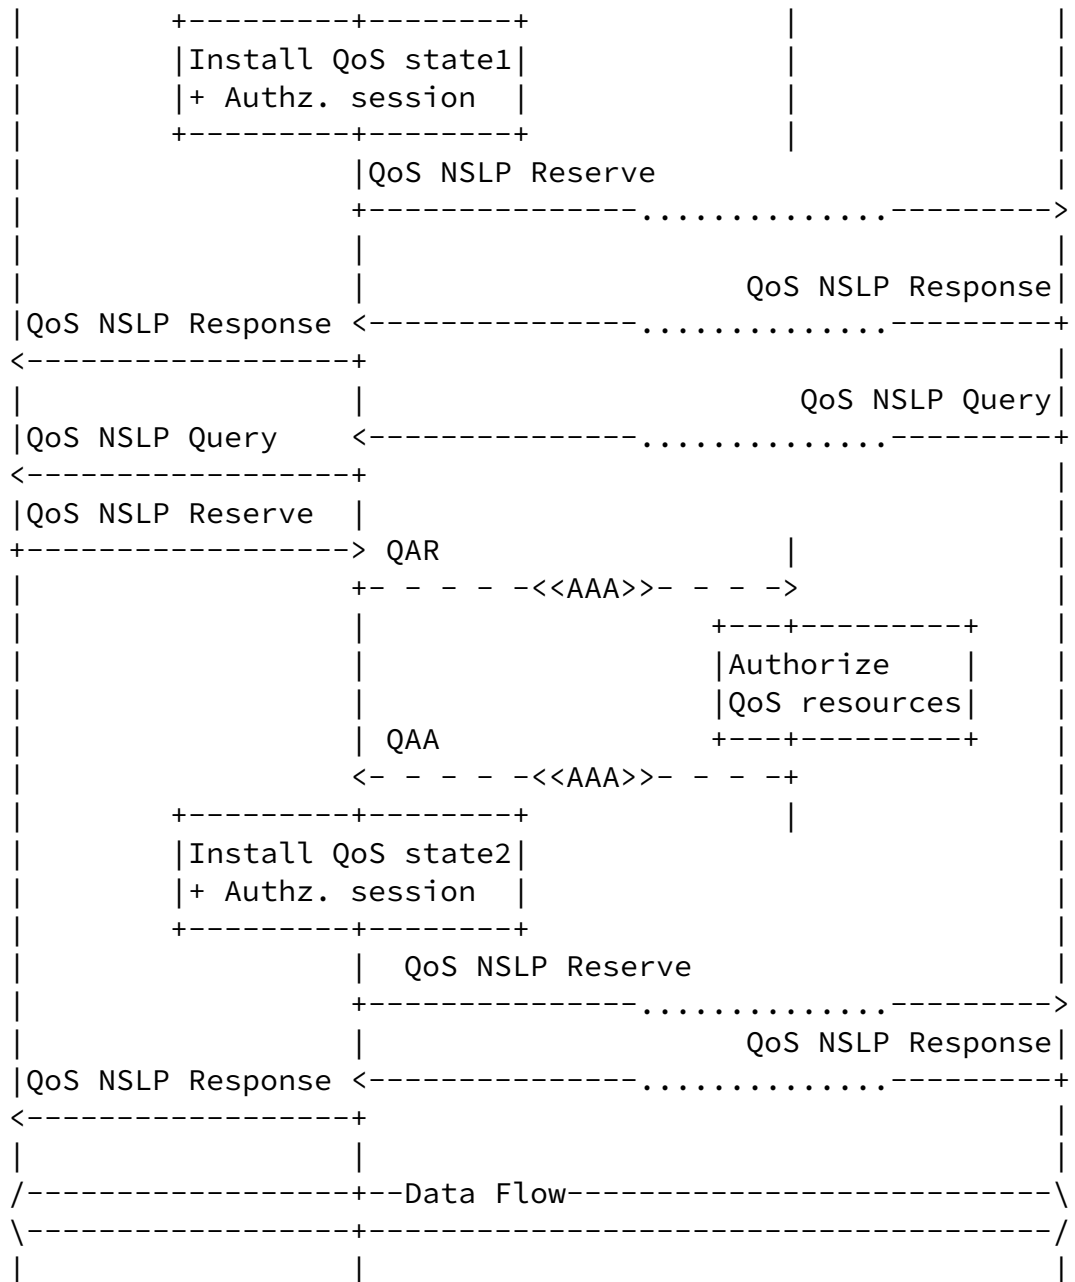 Install QoS state1
+ Authz. session
QoS NSLP Reserve
QoS NSLP Response
QoS NSLP Response
QoS NSLP Query
QoS NSLP Query
QoS NSLP Reserve
QAR
<<AAA>>
Authorize
QoS resources
QAA
<<AAA>>
Install QoS state2
+ Authz. session
QoS NSLP Reserve
QoS NSLP Response
QoS NSLP Response
Data Flow